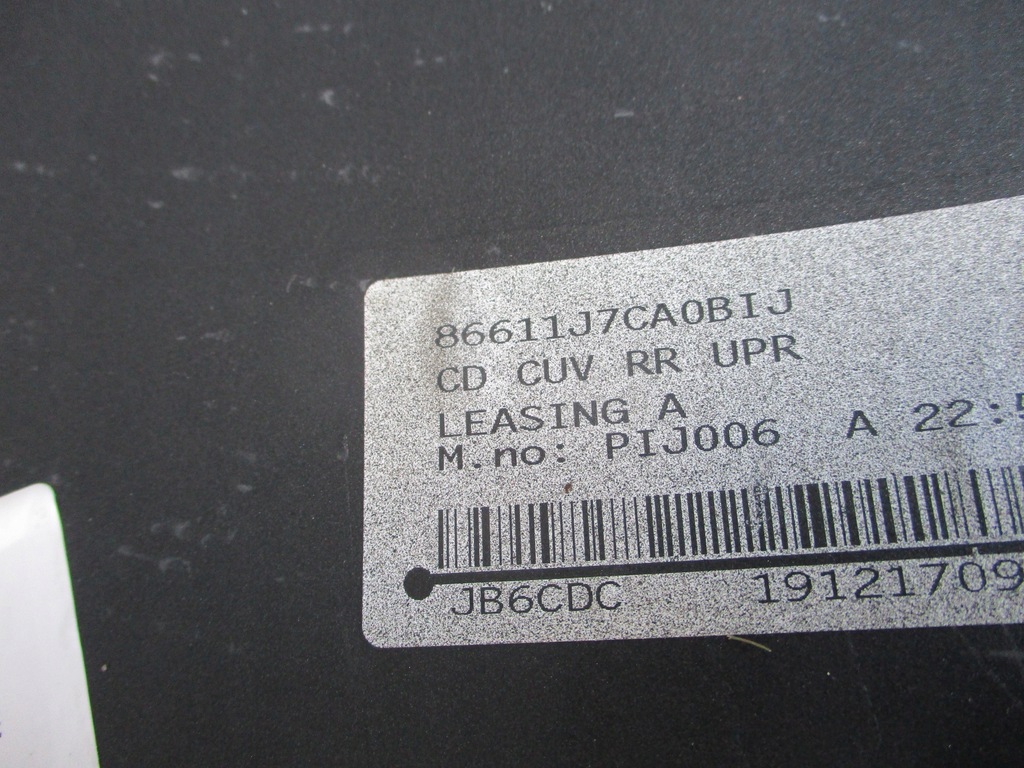 86611J7CA0BIJ
CD CUV RR UPR
LEASING A
M.no: PIJ006 A 22:5
JB6CDC 19121709